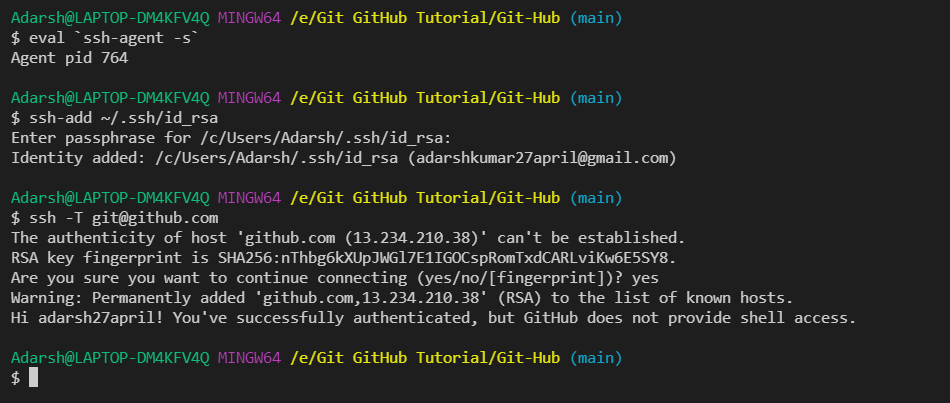 Adarsh@LAPTOP-DM4KFV4Q MINGW64 /e/Git GitHub Tutorial/Git-Hub (main)
$ eval `ssh-agent -s`
Agent pid 764
Adarsh@LAPTOP-DM4KFV4Q MINGW64 /e/Git GitHub Tutorial/Git-Hub (main)
$ ssh-add ~/.ssh/id_rsa
Enter passphrase for /c/Users/Adarsh/.ssh/id_rsa:
Identity added: /c/Users/Adarsh/.ssh/id_rsa (adarshkumar27april@gmail.com)
Adarsh@LAPTOP-DM4KFV4Q MINGW64 /e/Git GitHub Tutorial/Git-Hub (main)
$ ssh -T git@github.com
The authenticity of host 'github.com (13.234.210.38)' can't be established.
RSA key fingerprint is SHA256:nThbg6kXUpJWGl7E1IGOCspRomTxdCARLviKw6E5SY8.
Are you sure you want to continue connecting (yes/no/[fingerprint])? yes
Warning: Permanently added 'github.com,13.234.210.38' (RSA) to the list of known hosts.
Hi adarsh27april! You've successfully authenticated, but GitHub does not provide shell access.
Adarsh@LAPTOP-DM4KFV4Q MINGW64 /e/Git GitHub Tutorial/Git-Hub (main)
$